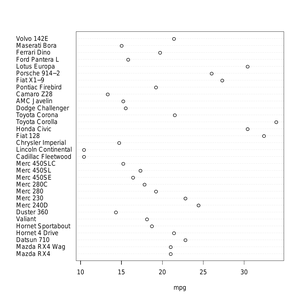 Volvo 142E
Maserati Bora
Ferrari Dino
Ford Pantera L
Lotus Europa
Porsche 914−2
Fiat X1−9
Pontiac Firebird
Camaro Z28
AMC Javelin
Dodge Challenger
Toyota Corona
Toyota Corolla
Honda Civic
Fiat 128
Chrysler Imperial
Lincoln Continental
Cadillac Fleetwood
Merc 450SLC
Merc 450SL
Merc 450SE
Merc 280C
Merc 280
Merc 230
Merc 240D
Duster 360
Valiant
Hornet Sportabout
Hornet 4 Drive
Datsun 710
Mazda RX4 Wag
Mazda RX4
10 15 20 25 30
mpg